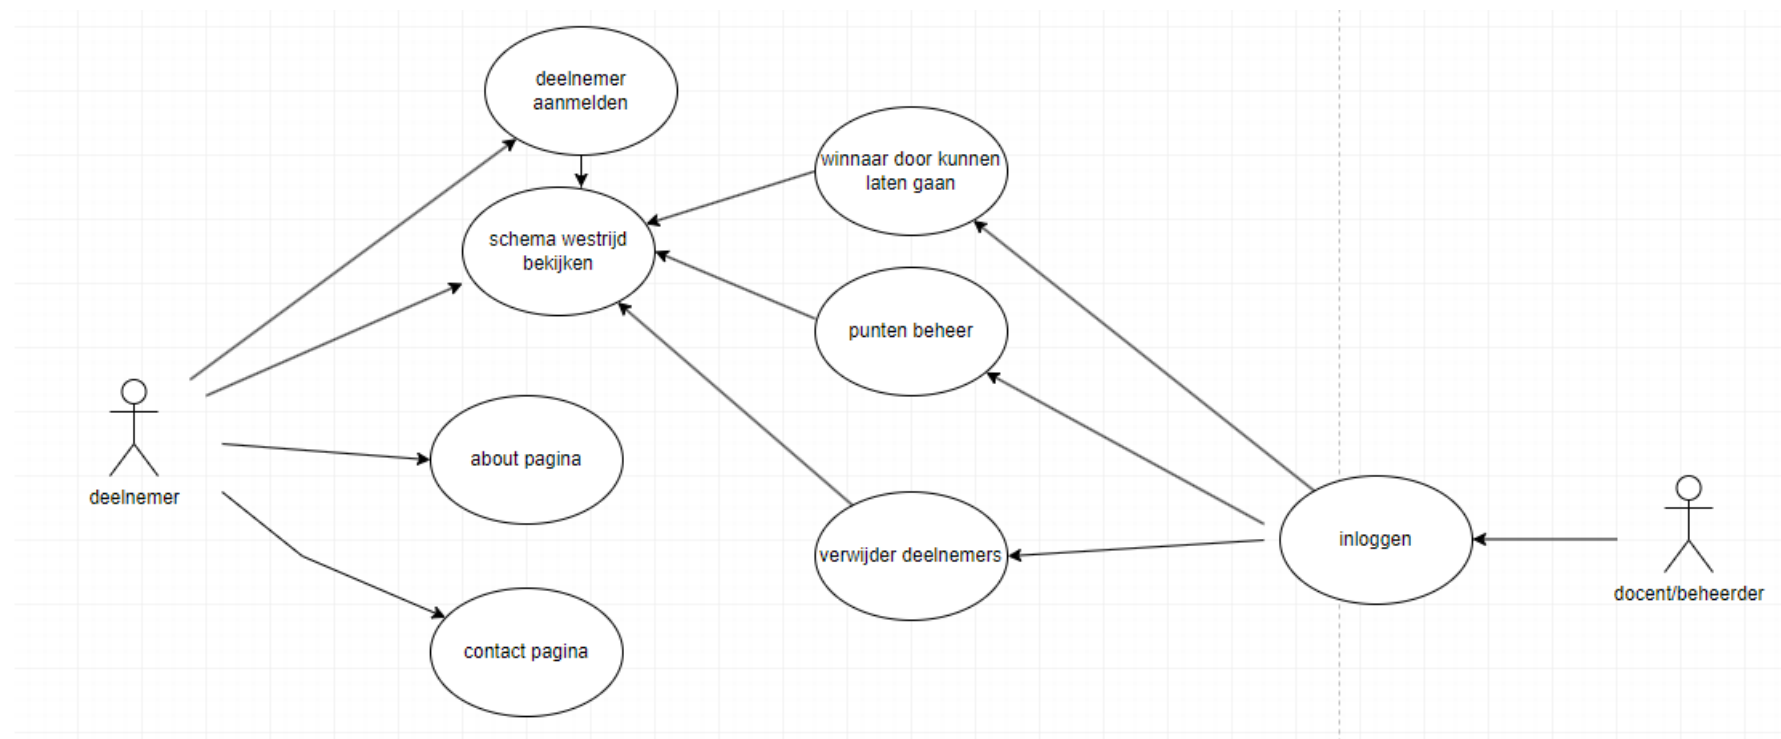 deelnemer
aanmelden
winnaar door kunnen
laten gaan
schema westrijd
bekijken
punten beheer
about pagina
deelnemer
inloggen
verwijder deelnemers
docent/beheerder
contact pagina